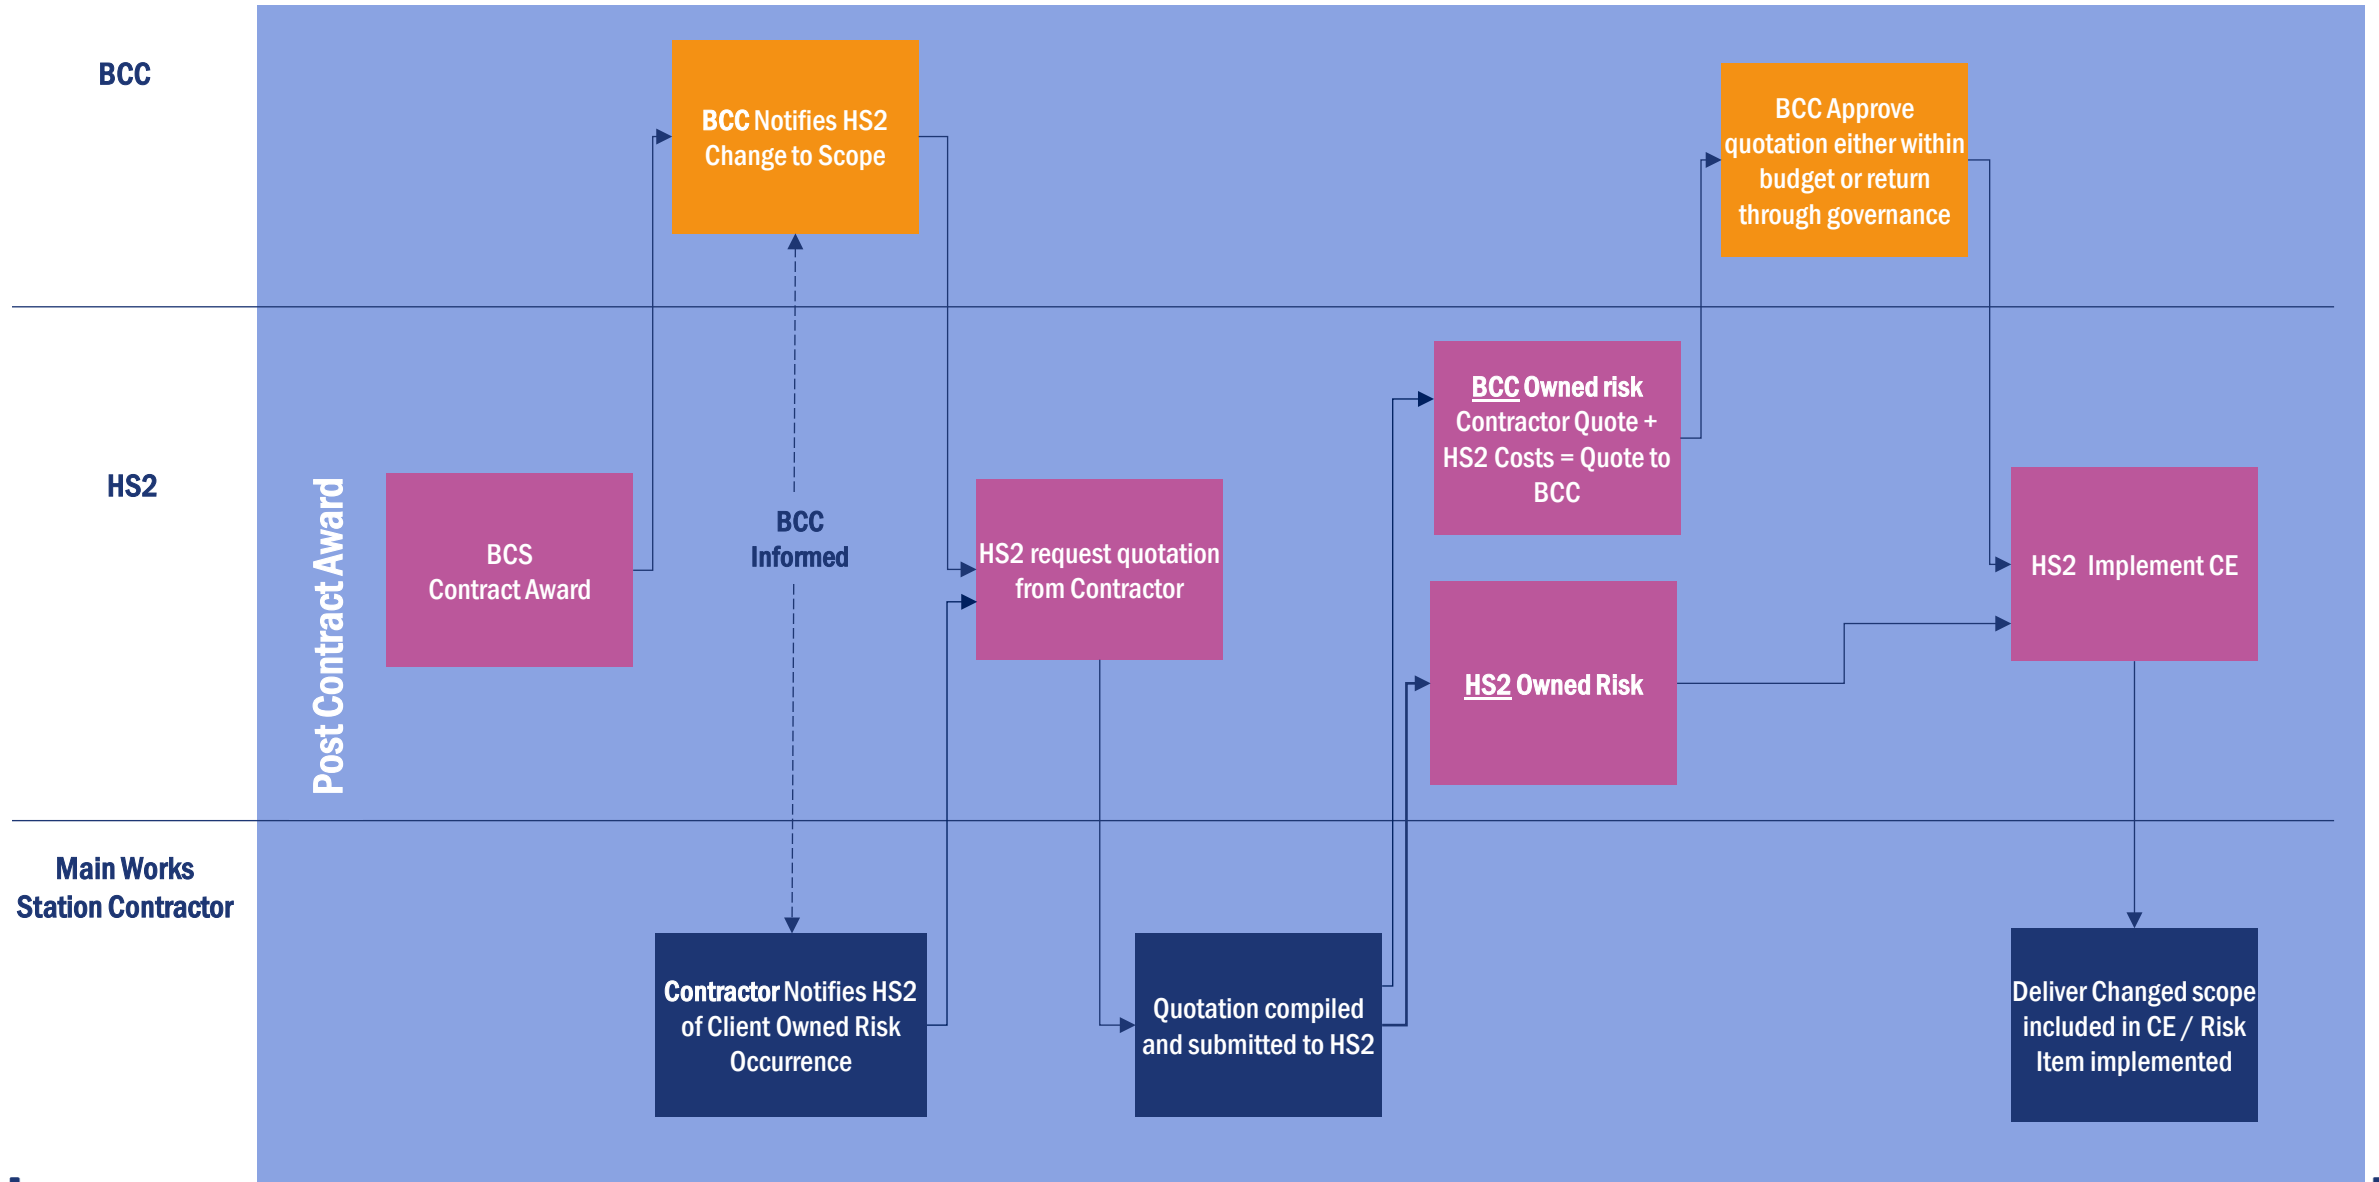 BCC
BCC Notifies HS2
Change to Scope
BCC Approve
quotation either within
budget or return
through governance
HS2
Post Contract Award
BCS
Contract Award
BCC
Informed
HS2 request quotation
from Contractor
BCC Owned risk
Contractor Quote +
HS2 Costs = Quote to
BCC
HS2 Owned Risk
HS2 Implement CE
Main Works
Station Contractor
Contractor Notifies HS2
of Client Owned Risk
Occurrence
Quotation compiled
and submitted to HS2
Deliver Changed scope
included in CE / Risk
Item implemented